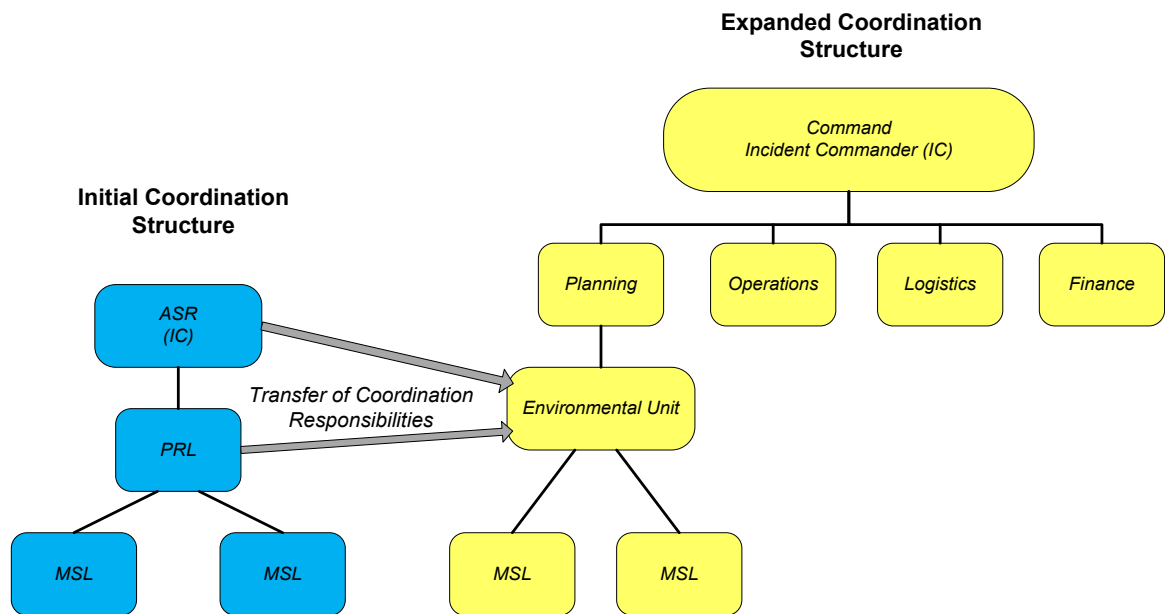 Expanded Coordination
Structure
Command
Incident Commander (IC)
Initial Coordination
Structure
Planning
Operations
Logistics
Finance
ASR
(IC)
Transfer of Coordination
Responsibilities
Environmental Unit
PRL
MSL
MSL
MSL
MSL